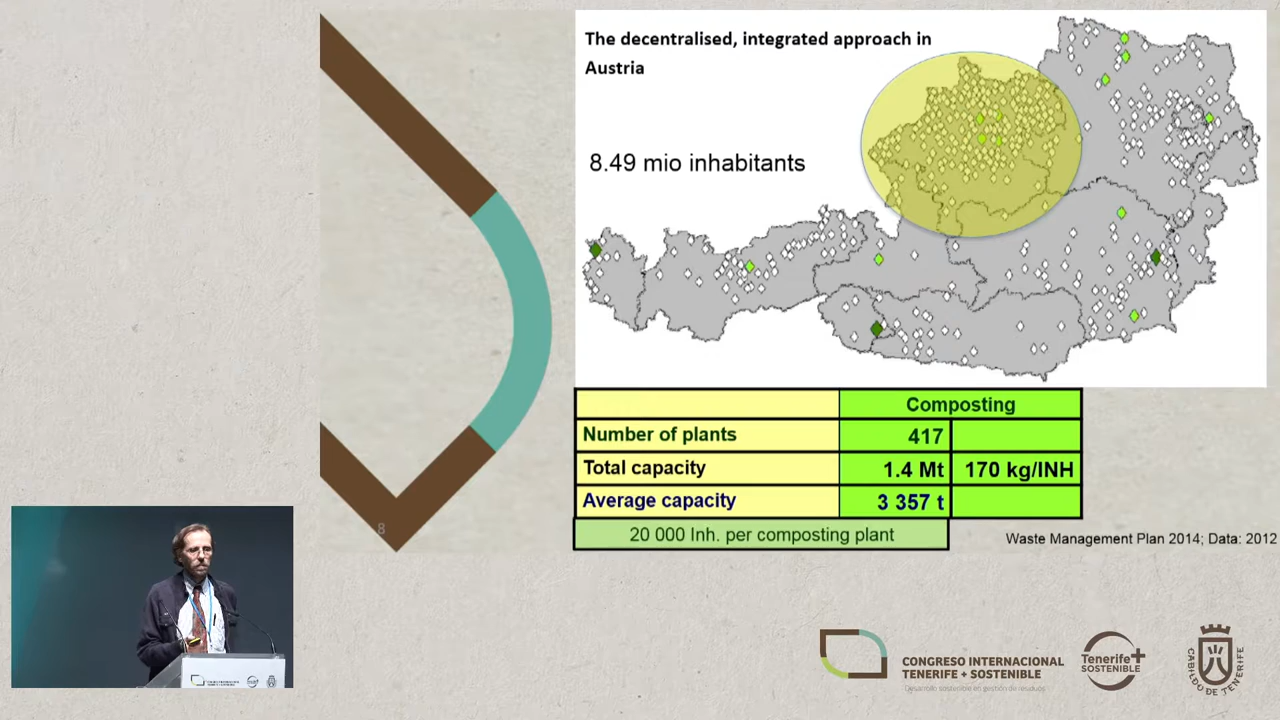 The decentralised, integrated approach in
Austria
8.49 mio inhabitants
Composting
Number of plants 417
Total capacity 1.4 Mt 170 kg/INH
Average capacity 3 357 t
20 000 Inh. per composting plant
Waste Management Plan 2014; Data: 2012
8
CONGRESO INTERNACIONAL
TENERIFE + SOSTENIBLE
Desarrollo sostenible en gestión de residuos
Tenerife+
SOSTENIBLE
CABILDO DE TENERIFE